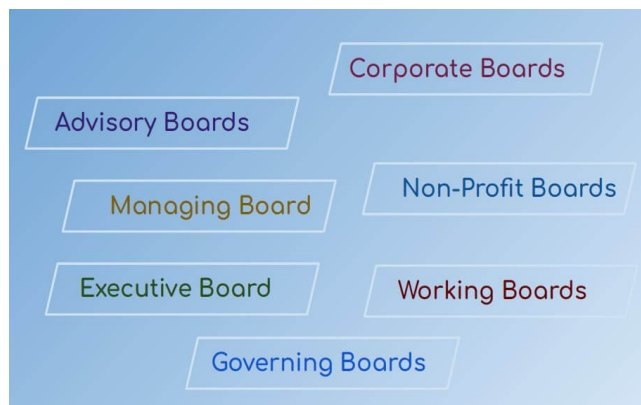 Corporate Boards
Advisory Boards
Non-Profit Boards
Managing Board
Executive Board
Working Boards
Governing Boards